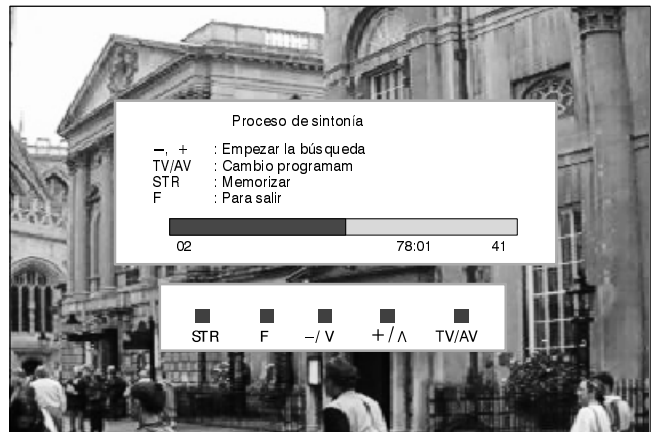 Proceso de sintonía
–, + : Empezar la búsqueda
TV/AV : Cambio programam
STR : Memorizar
F : Para salir
02 78:01 41
STR F –/V +/Λ TV/AV